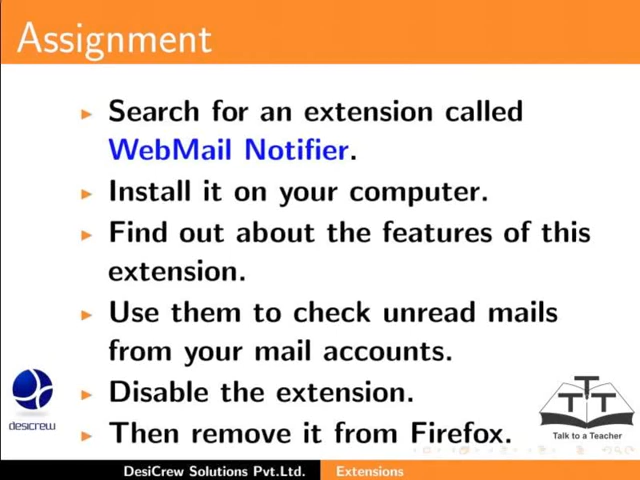 Assignment
Search for an extension called
WebMail Notifier.
Install it on your computer.
Find out about the features of this
extension.
Use them to check unread mails
from your mail accounts.
Disable the extension.
Then remove it from Firefox.
desicrew
T T T
Talk to a Teacher
DesiCrew Solutions Pvt.Ltd. Extensions